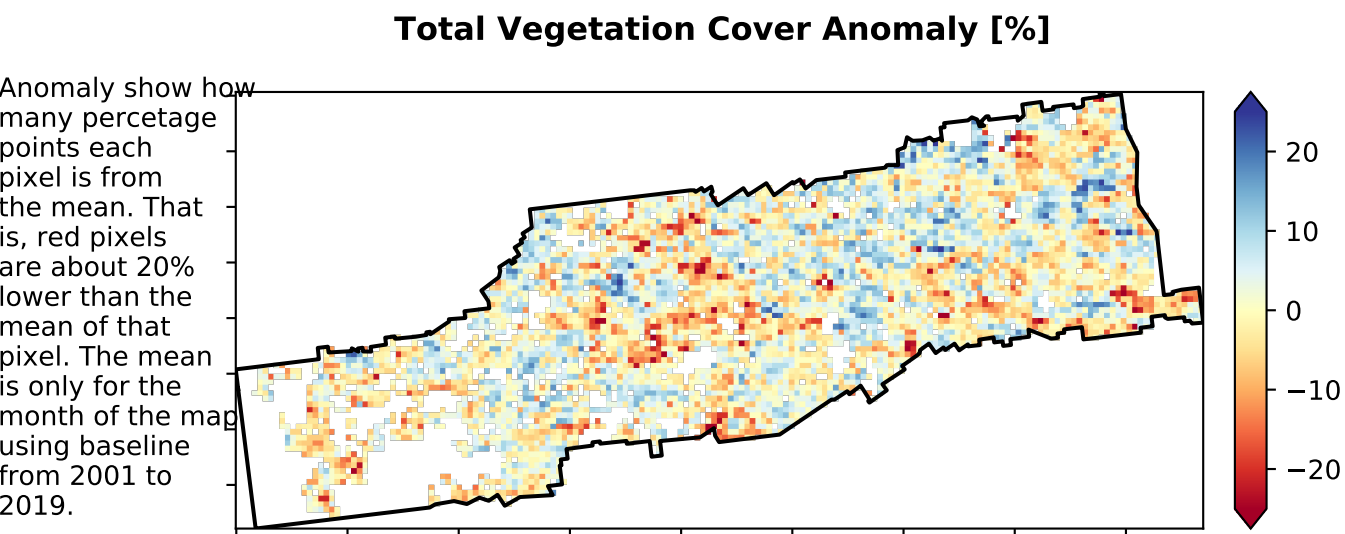 Total Vegetation Cover Anomaly [%]
Anomaly show how
many percetage
points each
pixel is from
the mean. That
is, red pixels
are about 20%
lower than the
mean of that
pixel. The mean
is only for the
month of the map
using baseline
from 2001 to
2019.
20
10
0
−10
−20